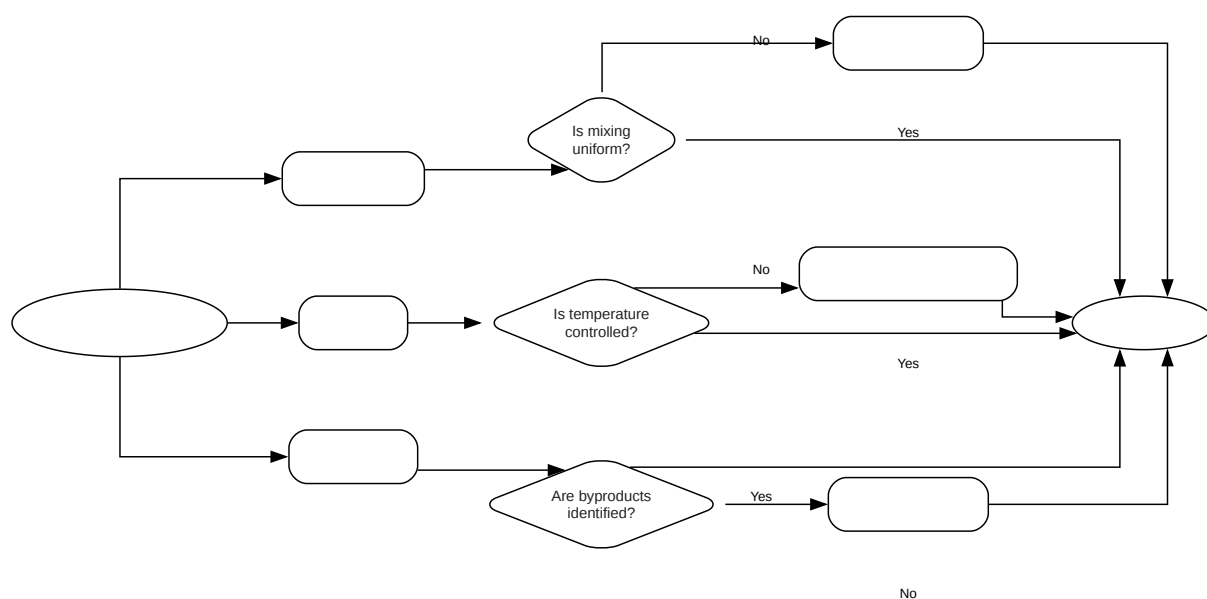 No
Is mixing
uniform?
Yes
No
Is temperature
controlled?
Yes
Are byproducts
identified?
Yes
No